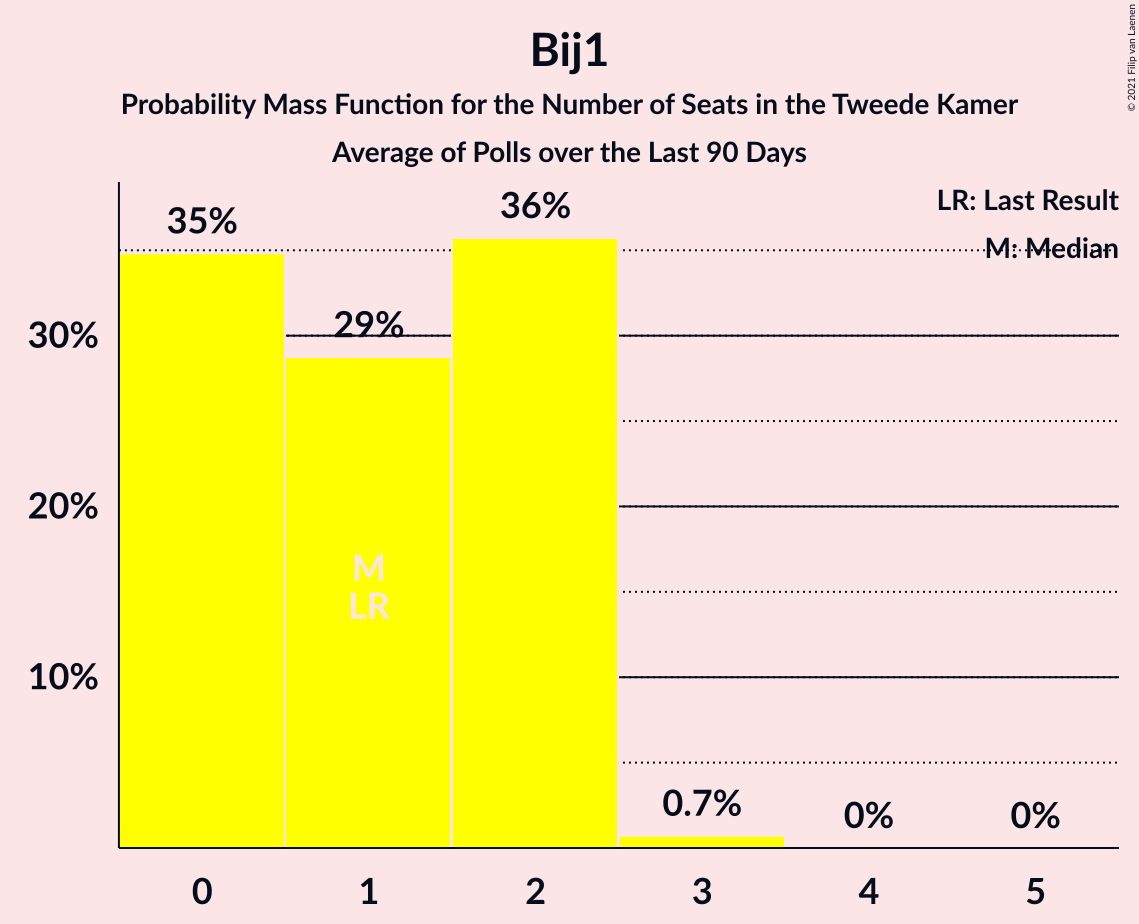 Bij1
Probability Mass Function for the Number of Seats in the Tweede Kamer
Average of Polls over the Last 90 Days
© 2021 Filip van Laenen
LR: Last Result
M: Median
35%
29%
36%
0.7%
0%
0%
30%
20%
10%
M
LR
0
1
2
3
4
5